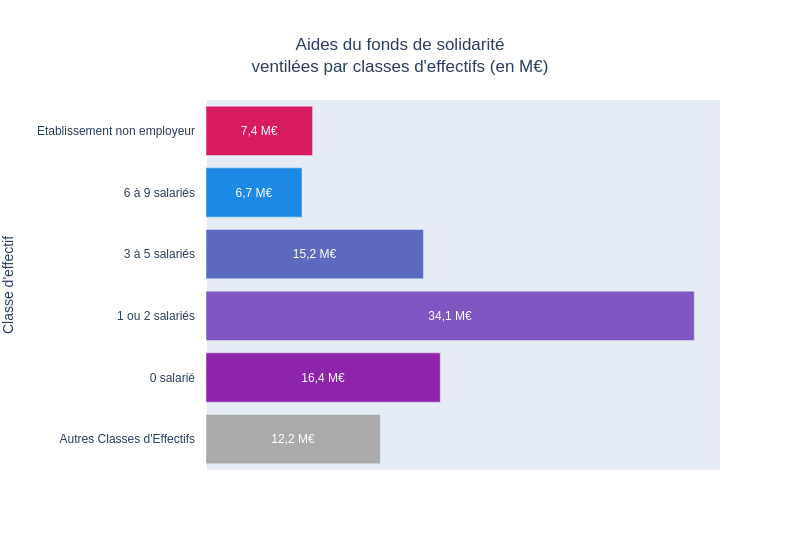 Aides du fonds de solidarité
ventilées par classes d'effectifs (en M€)
Classe d'effectif
Etablissement non employeur
7,4 M€
6 à 9 salariés
6,7 M€
3 à 5 salariés
15,2 M€
1 ou 2 salariés
34,1 M€
0 salarié
16,4 M€
Autres Classes d'Effectifs
12,2 M€